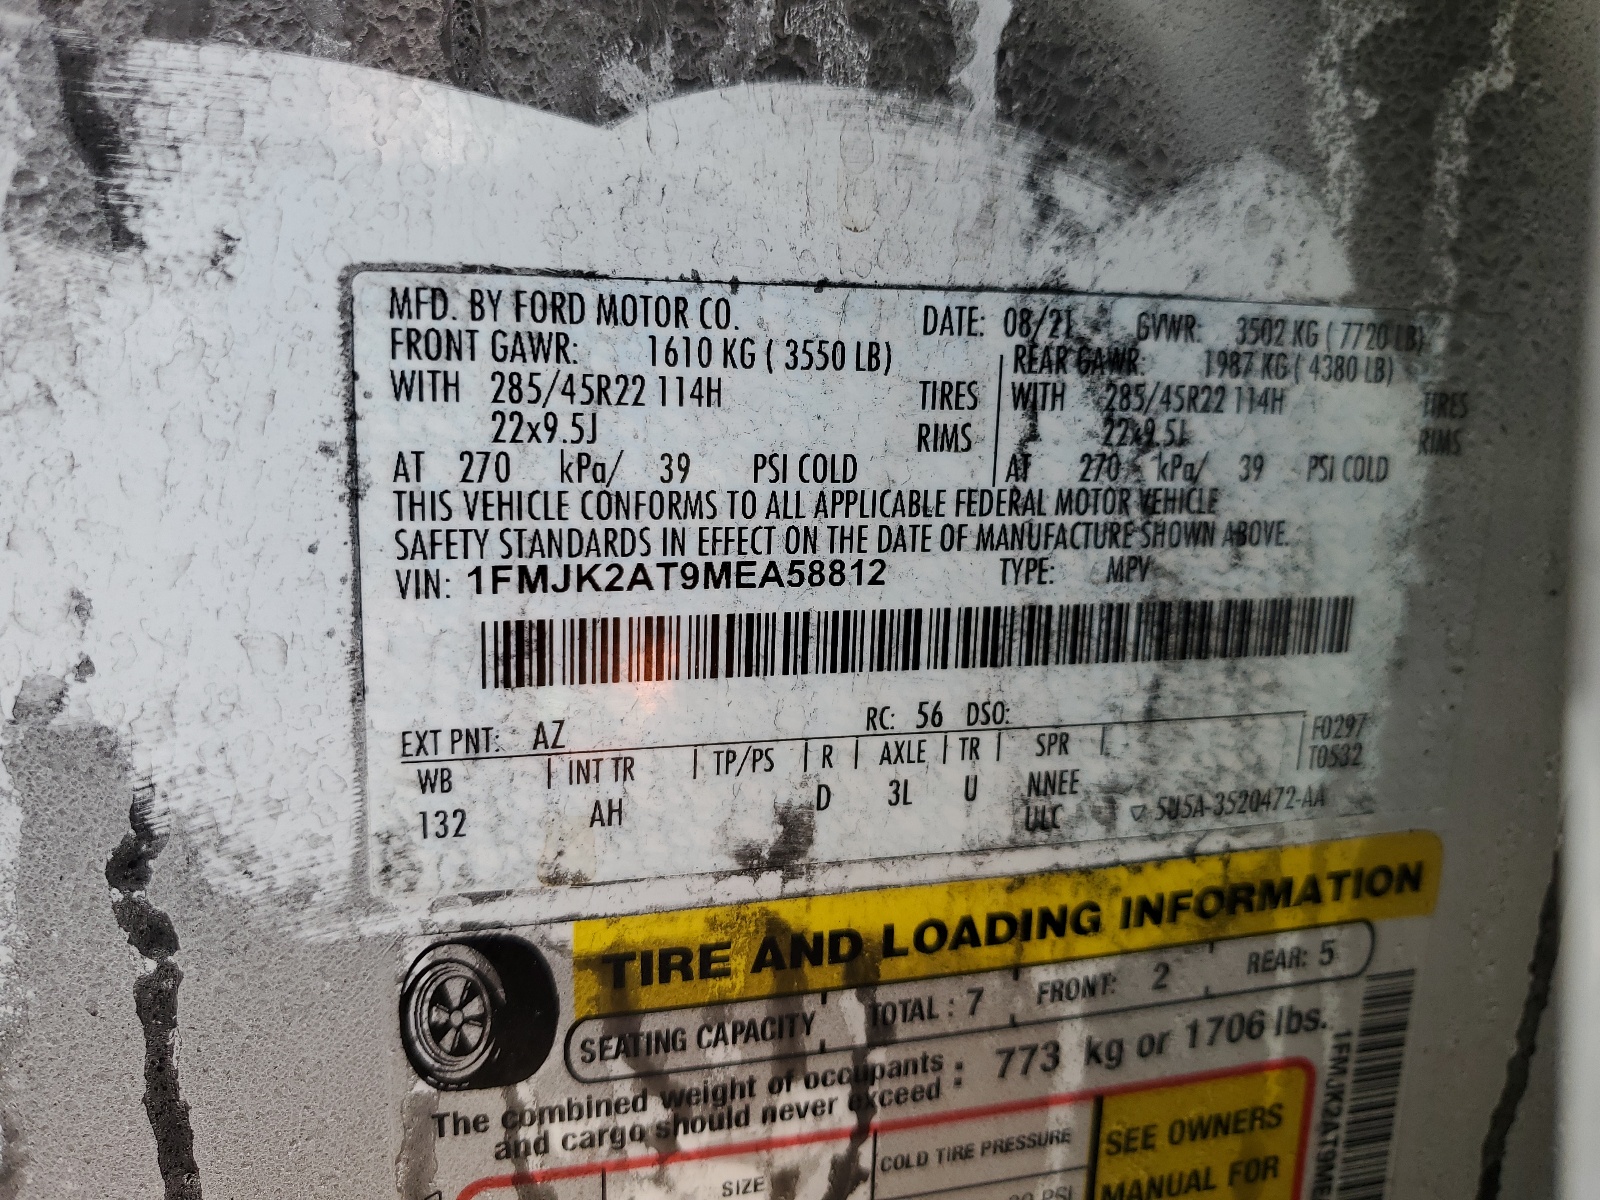 MFD. BY FORD MOTOR CO. DATE: 08/21 GVWR: 3502 KG ( 7720 LB)
FRONT GAWR: 1610 KG ( 3550 LB) REAR GAWR: 1987 KG ( 4380 LB)
WITH 285/45R22 114H TIRES WITH 285/45R22 114H TIRES
22x9.5J RIMS 22x9.5J RIMS
AT 270 kPa/ 39 PSI COLD AT 270 kPa/ 39 PSI COLD
THIS VEHICLE CONFORMS TO ALL APPLICABLE FEDERAL MOTOR VEHICLE
SAFETY STANDARDS IN EFFECT ON THE DATE OF MANUFACTURE SHOWN ABOVE.
VIN: 1FMJK2AT9MEA58812 TYPE: MPV
EXT PNT: AZ RC: 56 DSO: F0297
WB INT TR TP/PS R AXLE TR SPR T0532
132 AH D 3L U NNEE
ULC ▽ 5U5A-3520472-AA
TIRE AND LOADING INFORMATION
SEATING CAPACITY TOTAL : 7 FRONT: 2 REAR: 5
The combined weight of occupants
and cargo should never exceed : 773 kg or 1706 lbs.
SIZE COLD TIRE PRESSURE SEE OWNERS
PSI MANUAL FOR